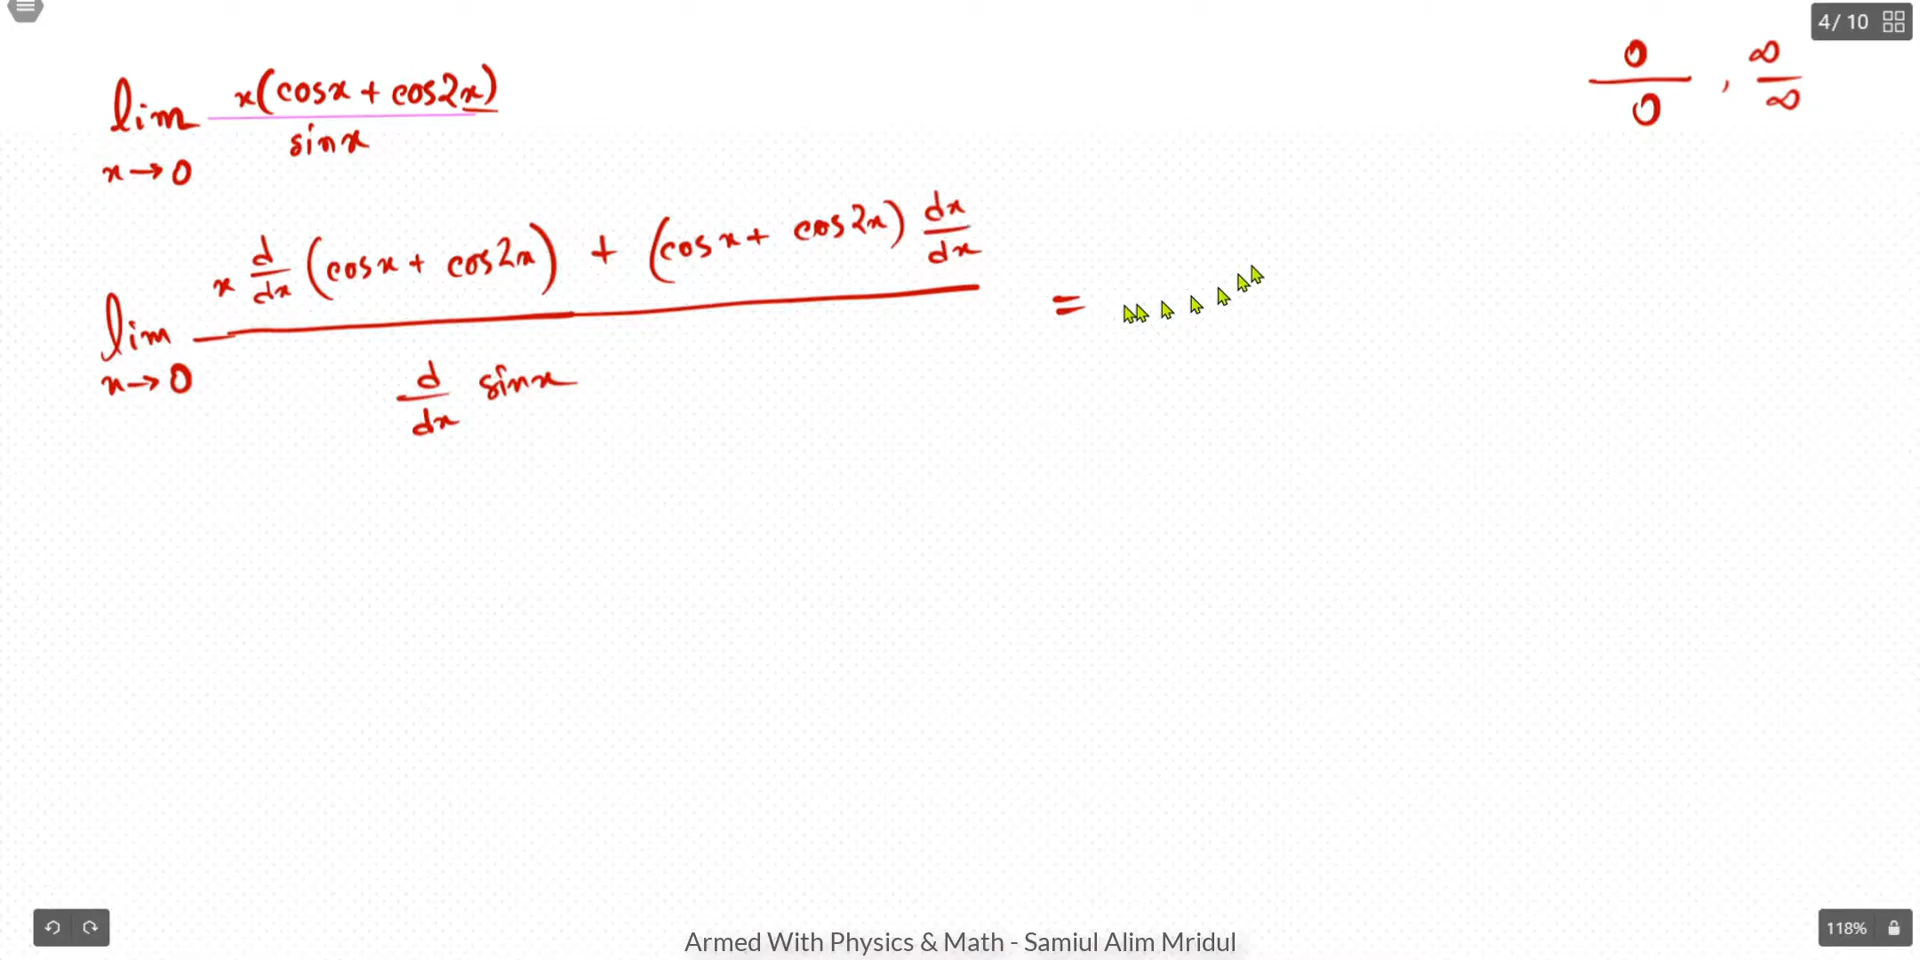 4/ 10
lim x→0 x(cosx + cos2x) / sinx
0/0 , ∞/∞
lim x→0 x d/dx (cosx + cos2x) + (cosx + cos2x) dx/dx / d/dx sinx =
118%
Armed With Physics & Math - Samiul Alim Mridul